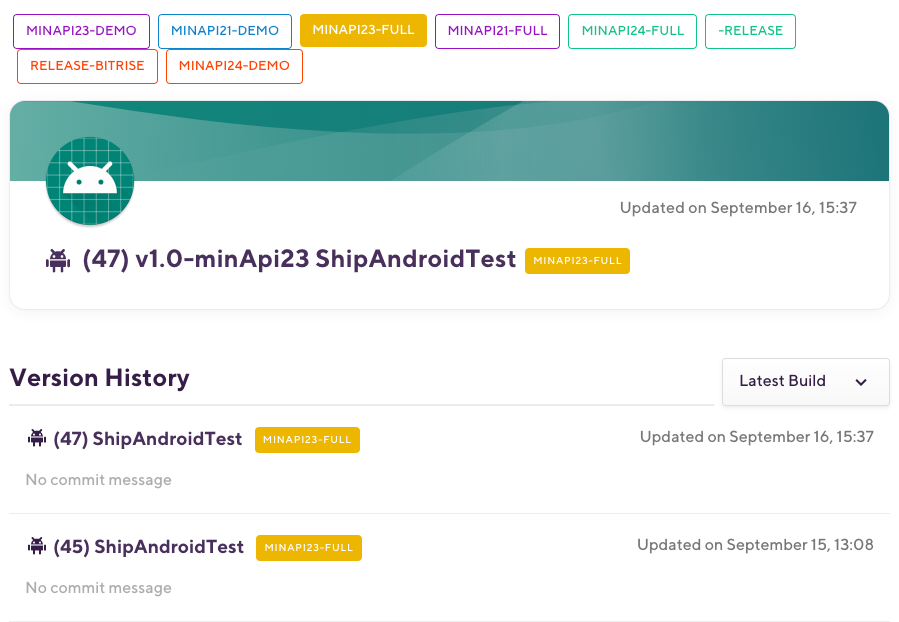 MINAPI23-DEMO MINAPI21-DEMO MINAPI23-FULL MINAPI21-FULL MINAPI24-FULL -RELEASE
RELEASE-BITRISE MINAPI24-DEMO
Updated on September 16, 15:37
(47) v1.0-minApi23 ShipAndroidTest MINAPI23-FULL
Version History Latest Build
(47) ShipAndroidTest MINAPI23-FULL Updated on September 16, 15:37
No commit message
(45) ShipAndroidTest MINAPI23-FULL Updated on September 15, 13:08
No commit message